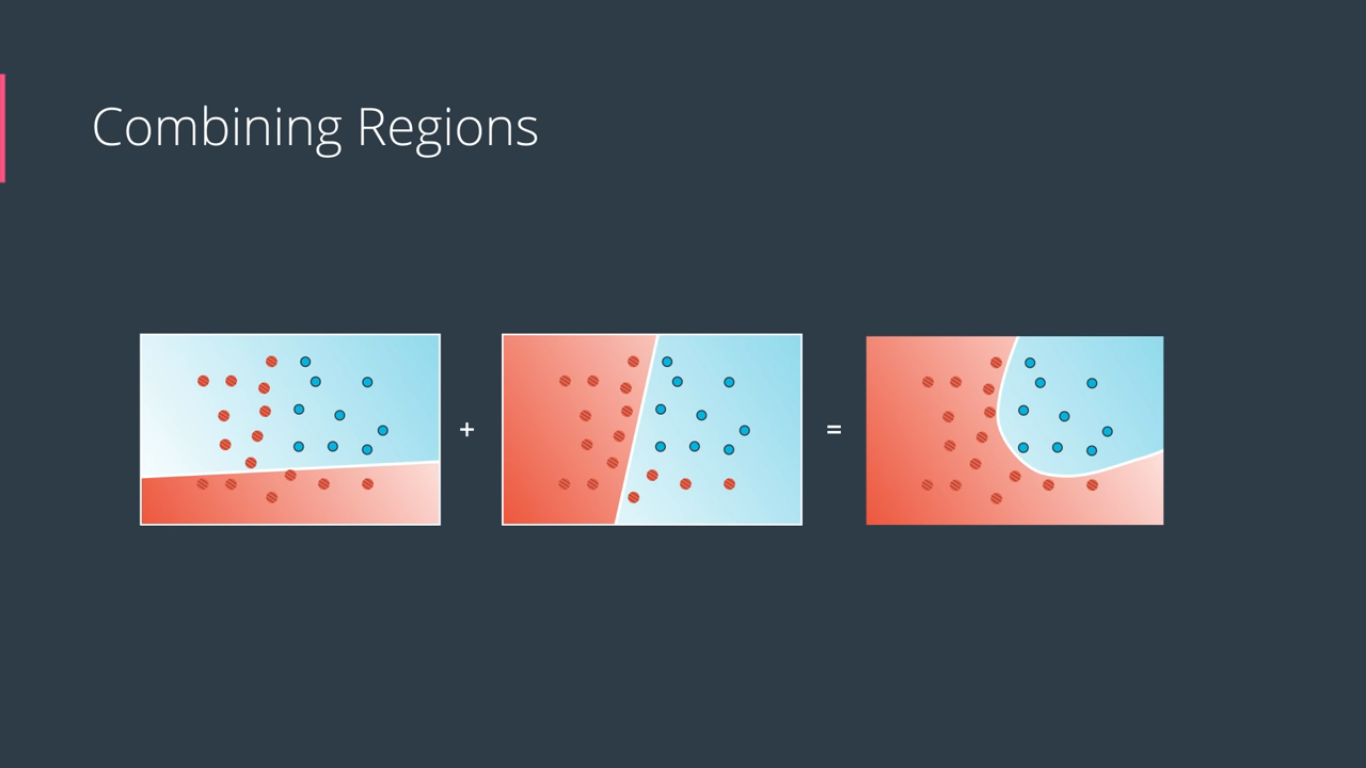 Combining Regions
+ =